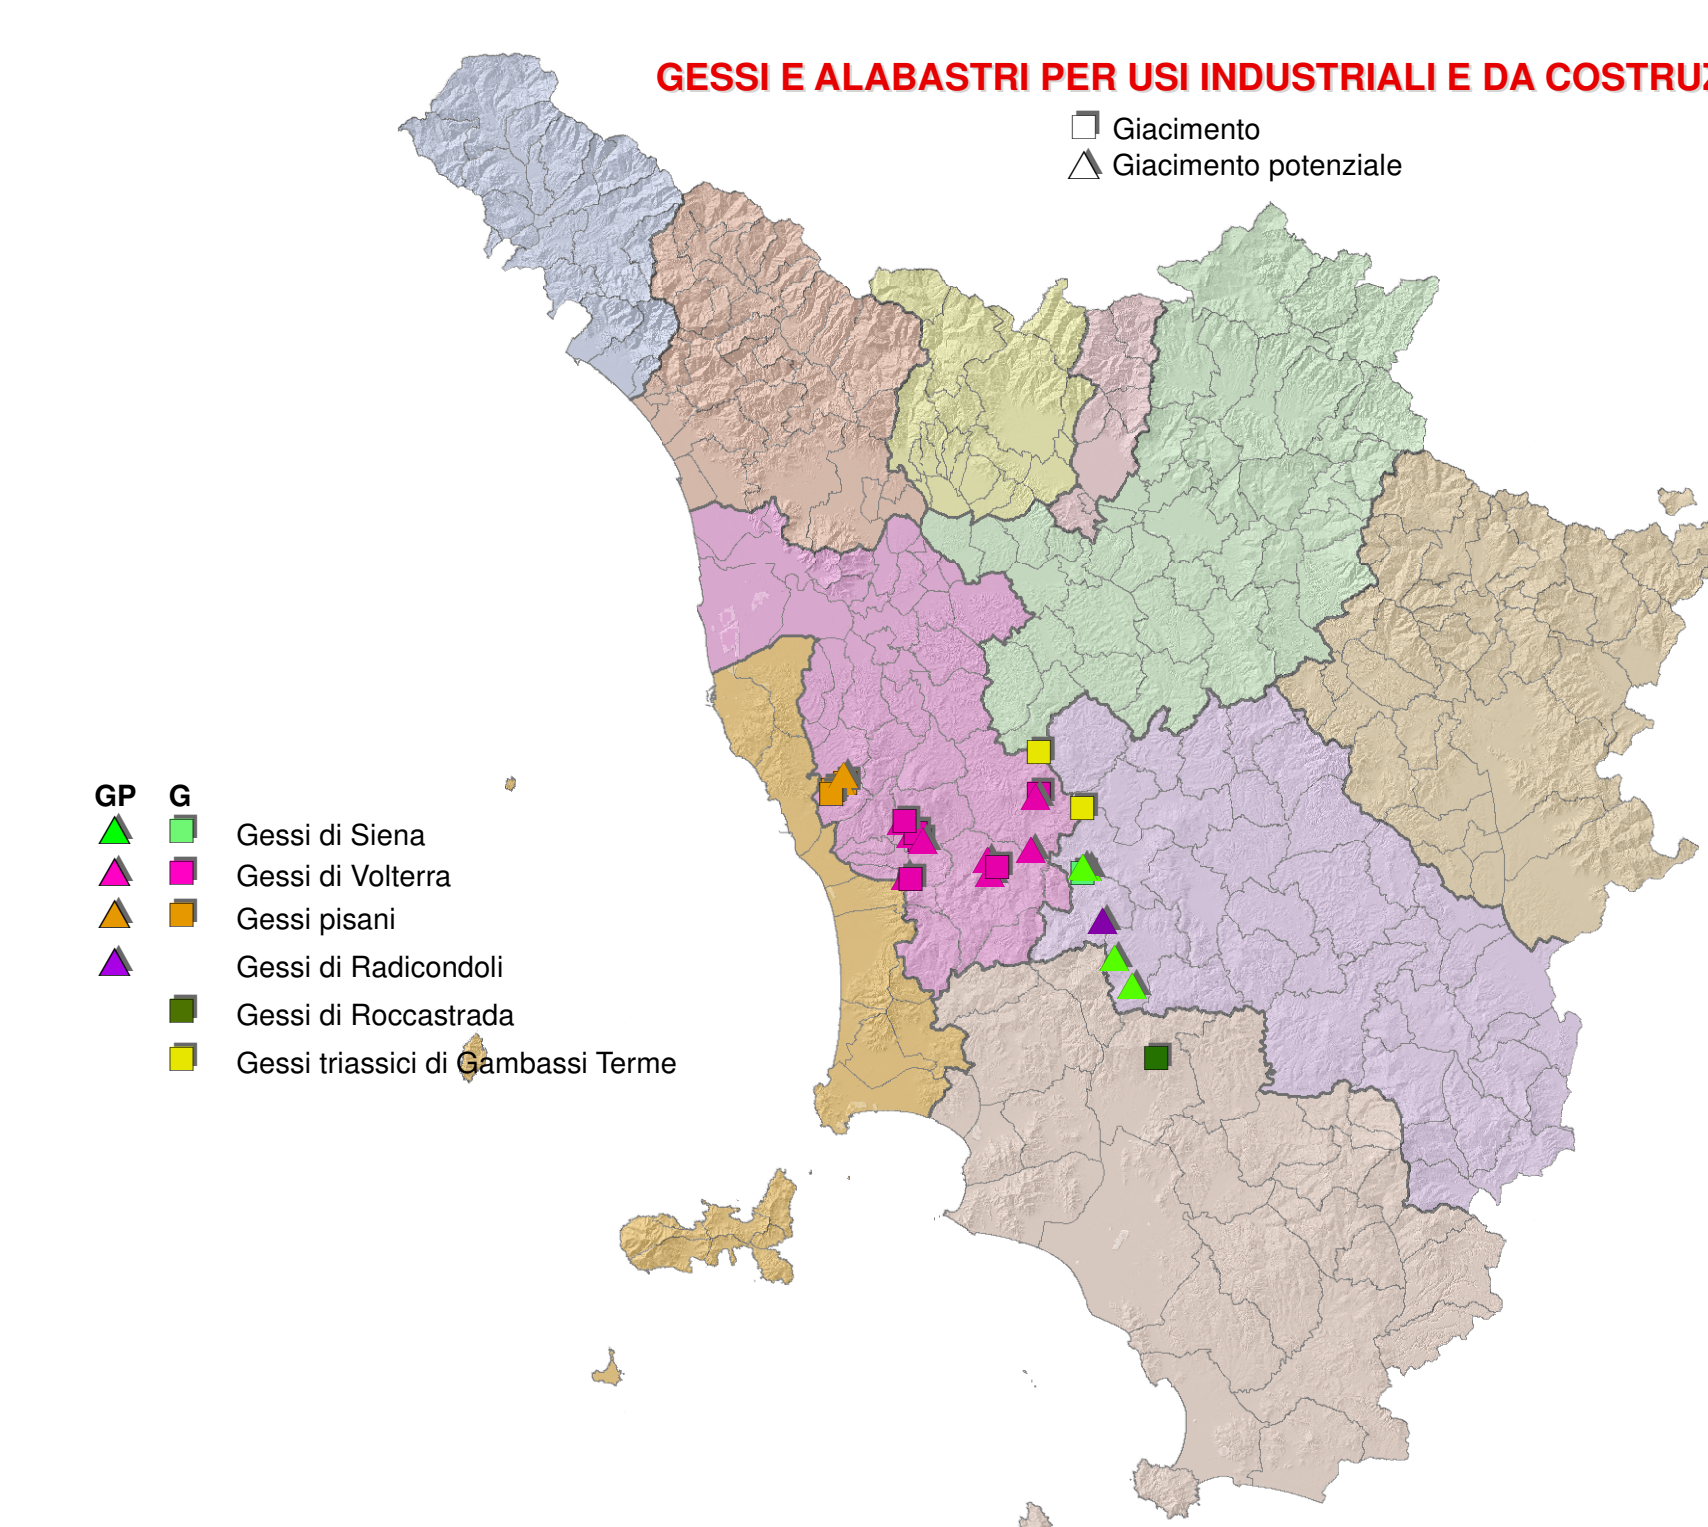 GESSI E ALABASTRI PER USI INDUSTRIALI E DA COSTRUZ
Giacimento
Giacimento potenziale
GP G
Gessi di Siena
Gessi di Volterra
Gessi pisani
Gessi di Radicondoli
Gessi di Roccastrada
Gessi triassici di Gambassi Terme